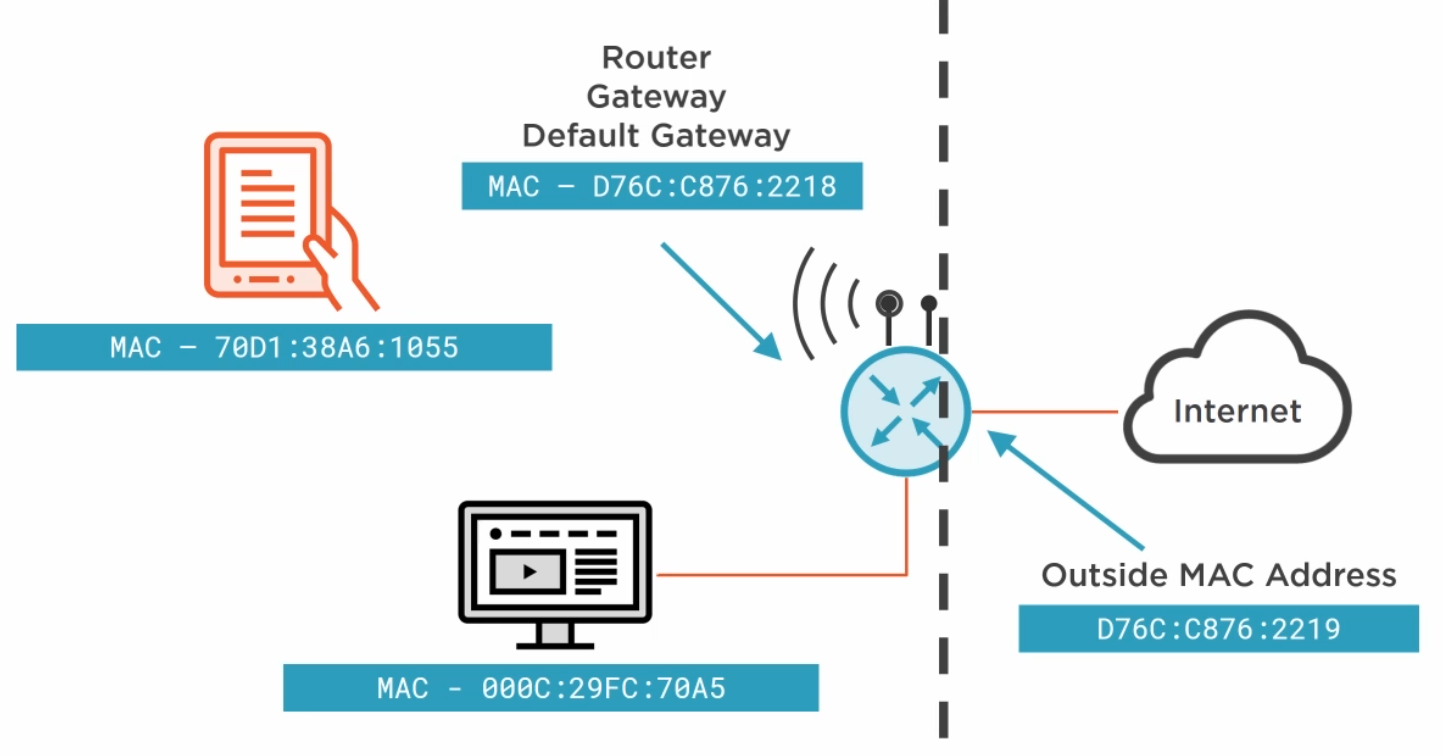 Router
Gateway
Default Gateway
MAC – D76C:C876:2218
MAC – 70D1:38A6:1055
Internet
Outside MAC Address
D76C:C876:2219
MAC - 000C:29FC:70A5